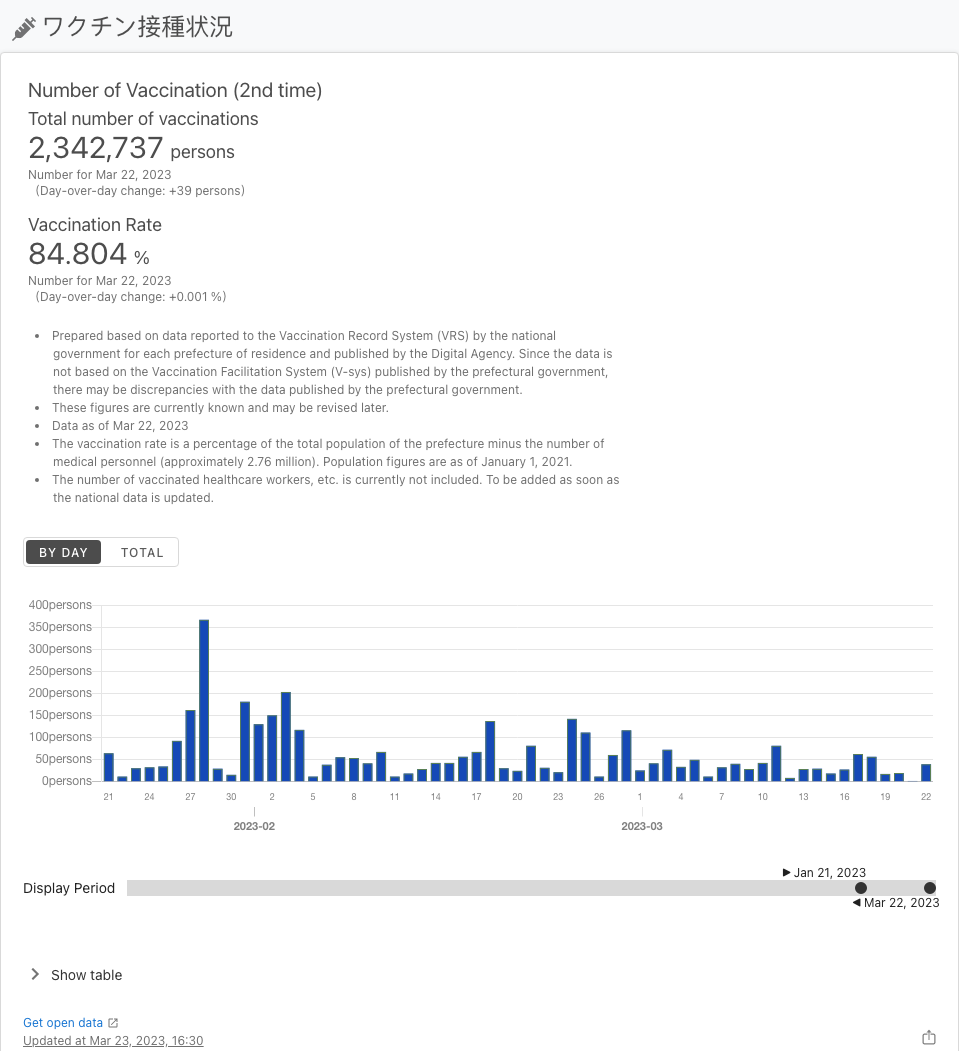 ワクチン接種状況
Number of Vaccination (2nd time)
Total number of vaccinations
2,342,737 persons
Number for Mar 22, 2023
(Day-over-day change: +39 persons)
Vaccination Rate
84.804 %
Number for Mar 22, 2023
(Day-over-day change: +0.001 %)
• Prepared based on data reported to the Vaccination Record System (VRS) by the national
government for each prefecture of residence and published by the Digital Agency. Since the data is
not based on the Vaccination Facilitation System (V-sys) published by the prefectural government,
there may be discrepancies with the data published by the prefectural government.
• These figures are currently known and may be revised later.
• Data as of Mar 22, 2023
• The vaccination rate is a percentage of the total population of the prefecture minus the number of
medical personnel (approximately 2.76 million). Population figures are as of January 1, 2021.
• The number of vaccinated healthcare workers, etc. is currently not included. To be added as soon as
the national data is updated.
BY DAY TOTAL
400persons
350persons
300persons
250persons
200persons
150persons
100persons
50persons
0persons
21 24 27 30 2 5 8 11 14 17 20 23 26 1 4 7 10 13 16 19 22
2023-02 2023-03
Jan 21, 2023
Display Period
Mar 22, 2023
Show table
Get open data
Updated at Mar 23, 2023, 16:30